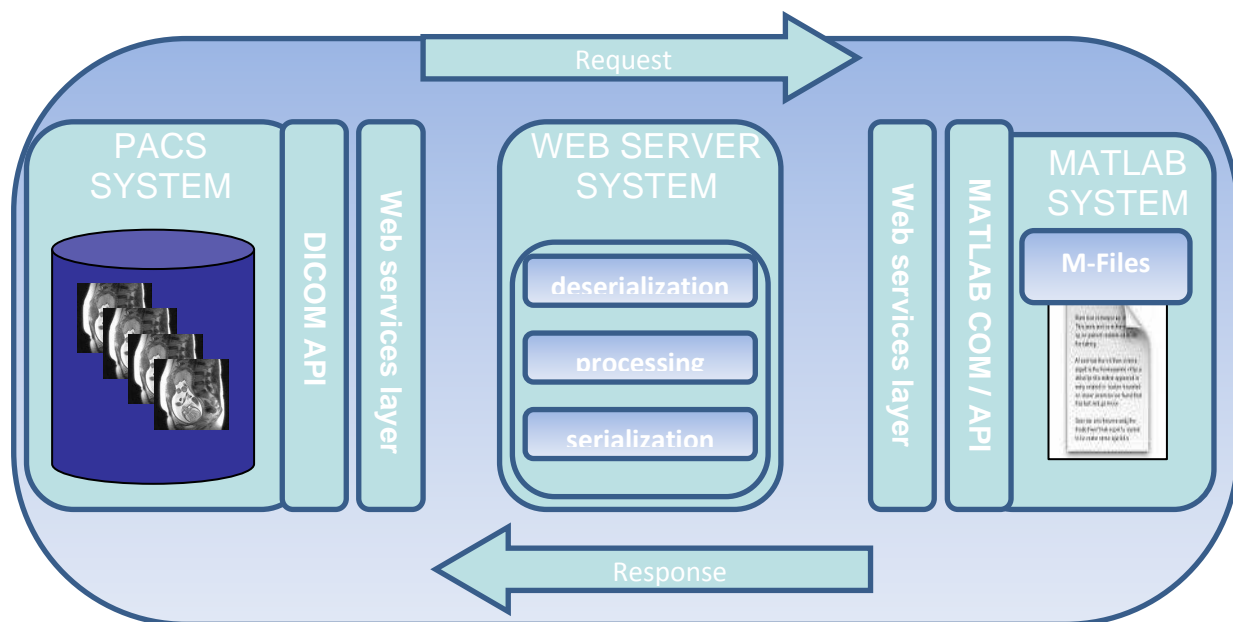 Request
PACS
SYSTEM
DICOM API
Web services layer
WEB SERVER
SYSTEM
deserialization
processing
serialization
Web services layer
MATLAB COM / API
MATLAB
SYSTEM
M-Files
Response